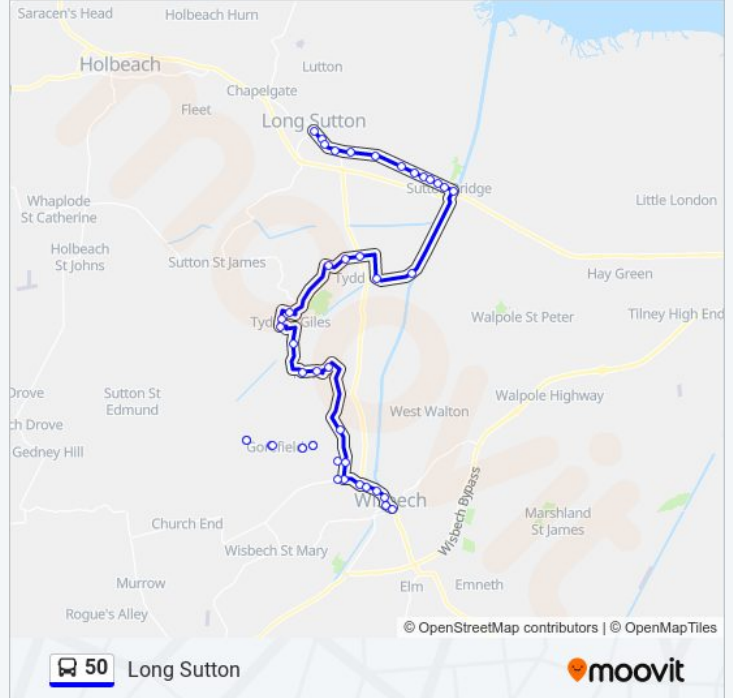 Saracen's Head
Holbeach Hurn
Holbeach
Lutton
Chapelgate
Fleet
Long Sutton
Whaplode
St Catherine
Holbeach
St Johns
Sutton St James
Little London
Hay Green
Tydd
Giles
Walpole St Peter
Tilney High End
Drove
Sutton St
Edmund
ch Drove
Gedney Hill
West Walton
Walpole Highway
Wisbech
Wisbech Bypass
Marshland
St James
Church End
Wisbech St Mary
Murrow
Elm
Emneth
Rogue's Alley
moovit
© OpenStreetMap contributors | © OpenMapTiles
50 Long Sutton
moovit